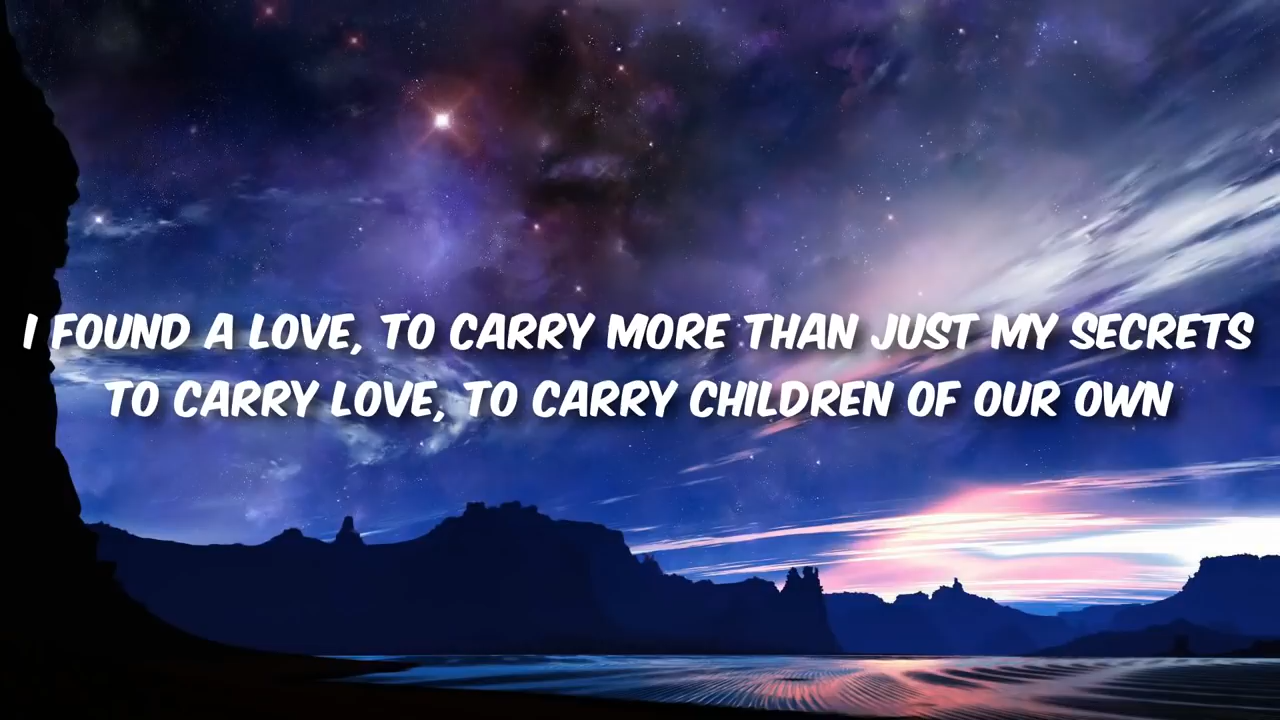 I FOUND A LOVE, TO CARRY MORE THAN JUST MY SECRETS
TO CARRY LOVE, TO CARRY CHILDREN OF OUR OWN